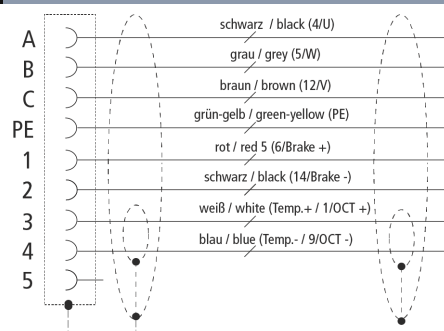 A schwarz / black (4/U)
B grau / grey (5/W)
C braun / brown (12/V)
PE grün-gelb / green-yellow (PE)
1 rot / red 5 (6/Brake +)
2 schwarz / black (14/Brake -)
3 weiß / white (Temp.+ / 1/OCT +)
4 blau / blue (Temp.- / 9/OCT -)
5